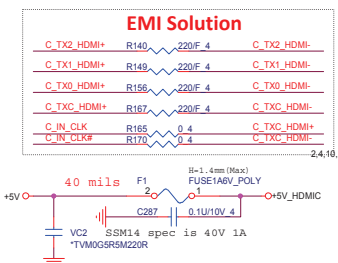 EMI Solution
C_TX2_HDMI+ R140 220/F_4 C_TX2_HDMI-
C_TX1_HDMI+ R149 220/F_4 C_TX1_HDMI-
C_TX0_HDMI+ R156 220/F_4 C_TX0_HDMI-
C_TXC_HDMI+ R167 220/F_4 C_TXC_HDMI-
C_IN_CLK R165 0_4 C_TXC_HDMI+
C_IN_CLK# R170 0_4 C_TXC_HDMI-
2,4,10,
H=1.4mm(Max)
40 mils F1 FUSE1A6V_POLY
+5V 2 1 +5V_HDMIC
C287 0.1U/10V_4
VC2 SSM14 spec is 40V 1A
*TVM0G5R5M220R